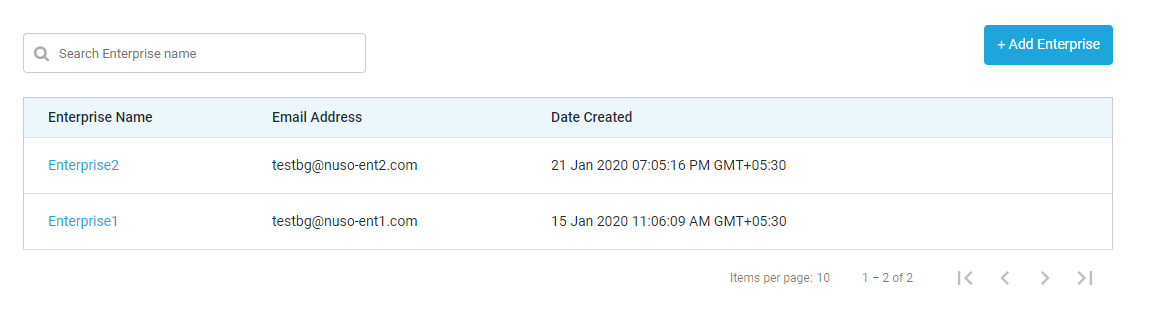 Search Enterprise name
+ Add Enterprise
Enterprise Name Email Address Date Created
Enterprise2 testbg@nuso-ent2.com 21 Jan 2020 07:05:16 PM GMT+05:30
Enterprise1 testbg@nuso-ent1.com 15 Jan 2020 11:06:09 AM GMT+05:30
Items per page: 10 1 – 2 of 2